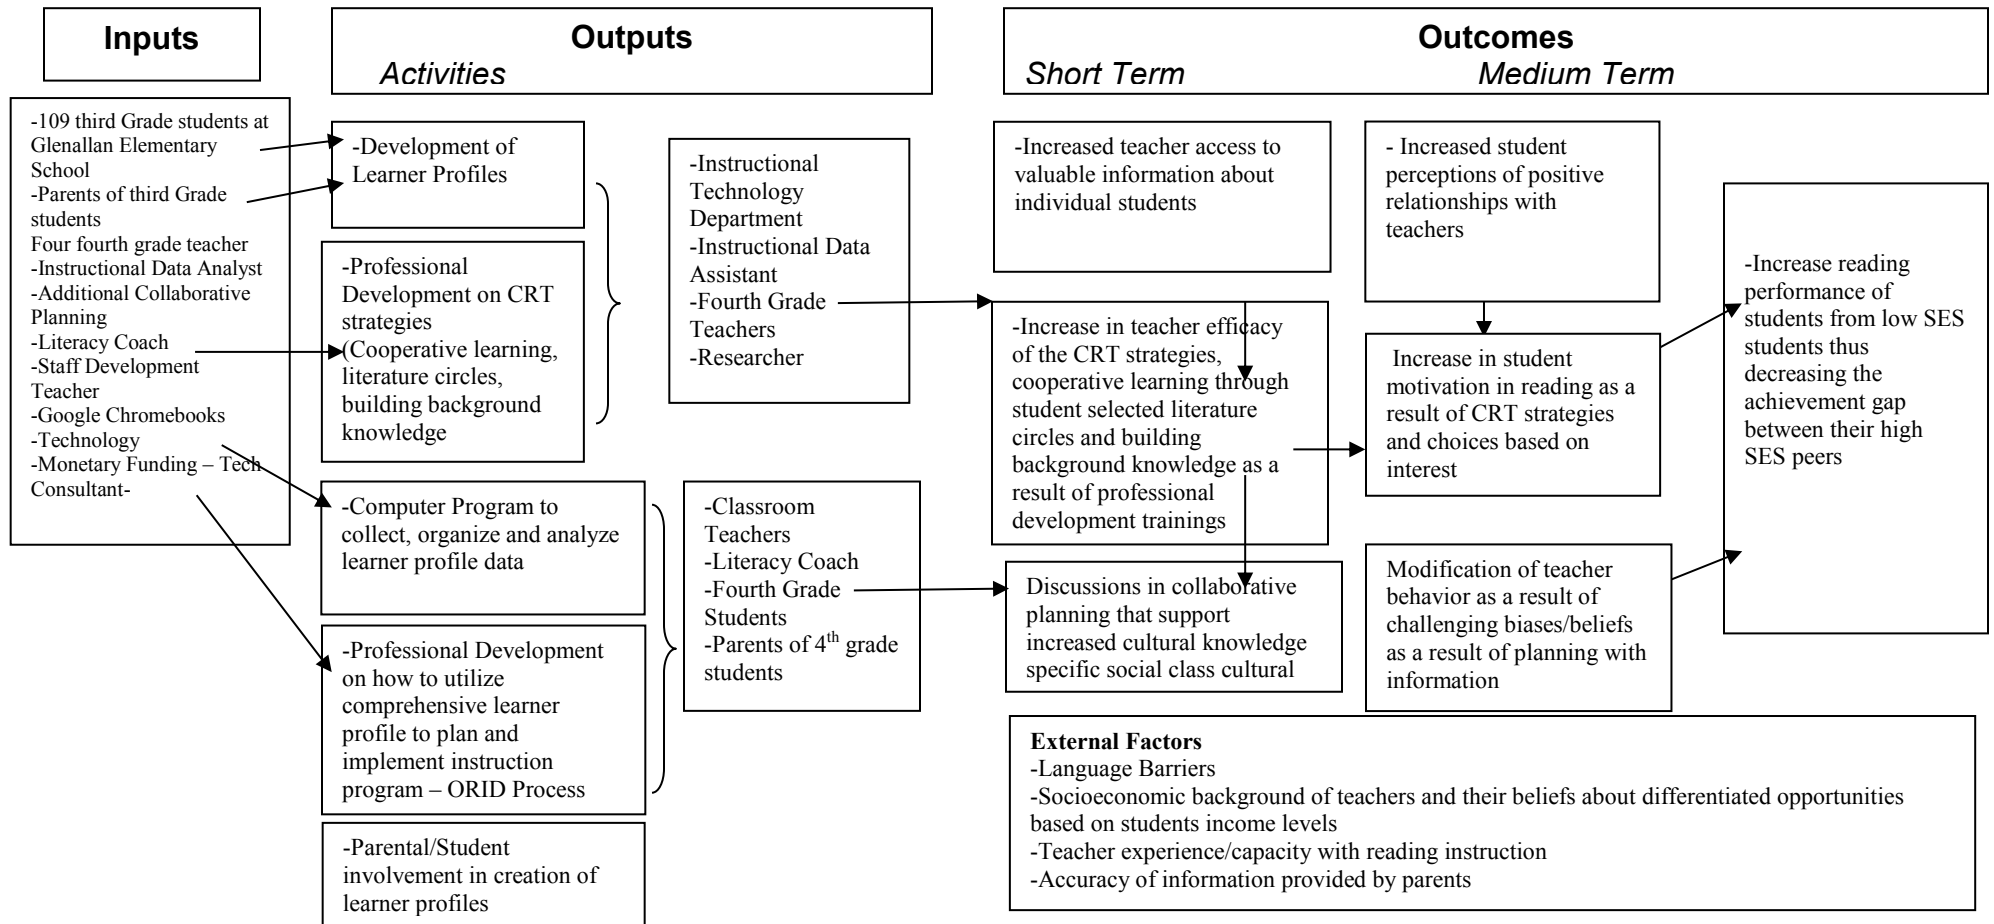 Inputs
Outputs
Activities
Outcomes
Short Term
Medium Term
-109 third Grade students at
Glenallan Elementary
School
-Parents of third Grade
students
Four fourth grade teacher
-Instructional Data Analyst
-Additional Collaborative
Planning
-Literacy Coach
-Staff Development
Teacher
-Google Chromebooks
-Technology
-Monetary Funding – Tech
Consultant-
-Development of
Learner Profiles
-Professional
Development on CRT
strategies
(Cooperative learning,
literature circles,
building background
knowledge
-Computer Program to
collect, organize and analyze
learner profile data
-Professional Development
on how to utilize
comprehensive learner
profile to plan and
implement instruction
program – ORID Process
-Parental/Student
involvement in creation of
learner profiles
-Instructional
Technology
Department
-Instructional Data
Assistant
-Fourth Grade
Teachers
-Researcher
-Classroom
Teachers
-Literacy Coach
-Fourth Grade
Students
-Parents of 4th grade
students
-Increased teacher access to
valuable information about
individual students
-Increase in teacher efficacy
of the CRT strategies,
cooperative learning through
student selected literature
circles and building
background knowledge as a
result of professional
development trainings
Discussions in collaborative
planning that support
increased cultural knowledge
specific social class cultural
- Increased student
perceptions of positive
relationships with
teachers
Increase in student
motivation in reading as a
result of CRT strategies
and choices based on
interest
Modification of teacher
behavior as a result of
challenging biases/beliefs
as a result of planning with
information
-Increase reading
performance of
students from low SES
students thus
decreasing the
achievement gap
between their high
SES peers
External Factors
-Language Barriers
-Socioeconomic background of teachers and their beliefs about differentiated opportunities
based on students income levels
-Teacher experience/capacity with reading instruction
-Accuracy of information provided by parents